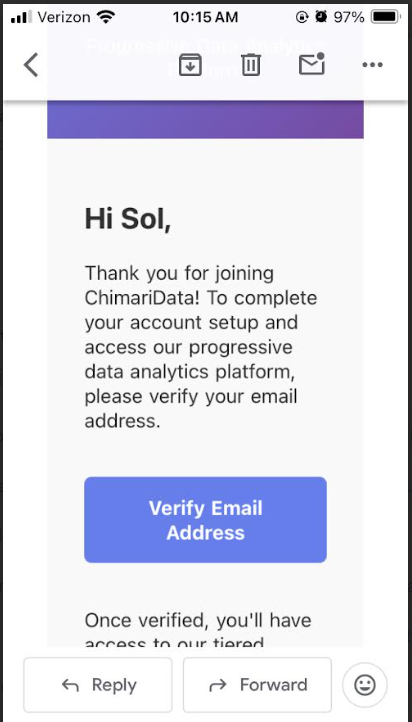 Verizon 10:15 AM 97%
Hi Sol,
Thank you for joining
ChimariData! To complete
your account setup and
access our progressive
data analytics platform,
please verify your email
address.
Verify Email
Address
Once verified, you'll have
access to our tiered
Reply Forward